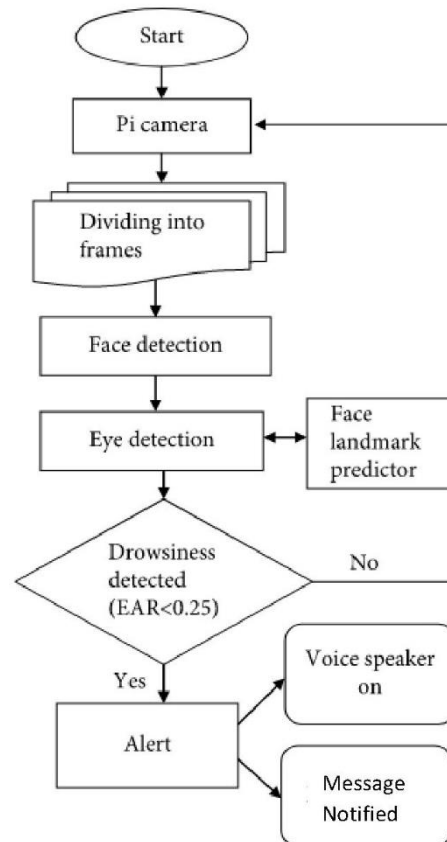 Start
Pi camera
Dividing into
frames
Face detection
Eye detection
Face
landmark
predictor
Drowsiness
detected
(EAR<0.25)
No
Yes
Voice speaker
on
Alert
Message
Notified